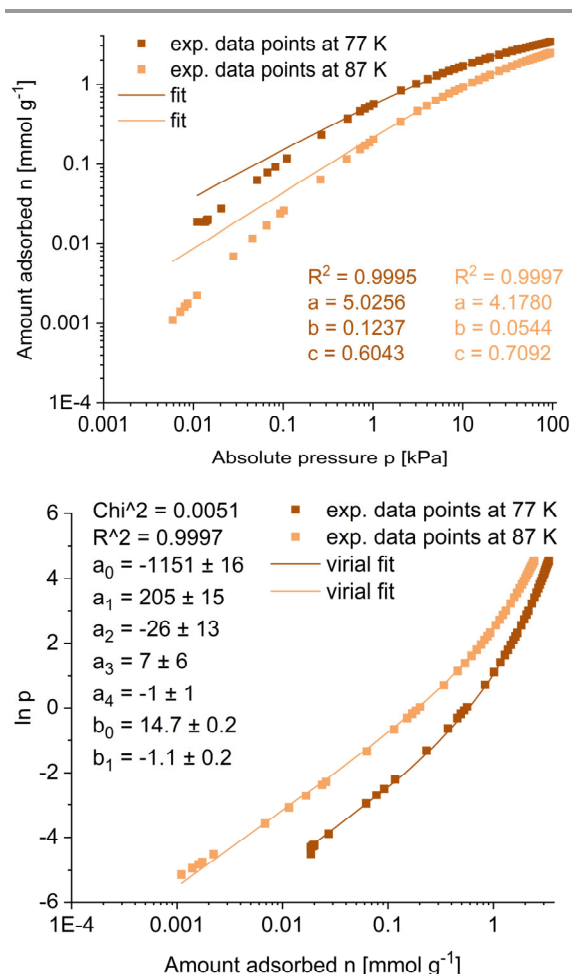 exp. data points at 77 K
exp. data points at 87 K
fit
fit
Amount adsorbed n [mmol g⁻¹]
1
0.1
0.01
0.001
1E-4
R² = 0.9995
a = 5.0256
b = 0.1237
c = 0.6043
R² = 0.9997
a = 4.1780
b = 0.0544
c = 0.7092
0.001 0.01 0.1 1 10 100
Absolute pressure p [kPa]
Chi^2 = 0.0051
R^2 = 0.9997
a₀ = -1151 ± 16
a₁ = 205 ± 15
a₂ = -26 ± 13
a₃ = 7 ± 6
a₄ = -1 ± 1
b₀ = 14.7 ± 0.2
b₁ = -1.1 ± 0.2
exp. data points at 77 K
exp. data points at 87 K
virial fit
virial fit
ln p
6
4
2
0
-2
-4
-6
1E-4 0.001 0.01 0.1 1
Amount adsorbed n [mmol g⁻¹]